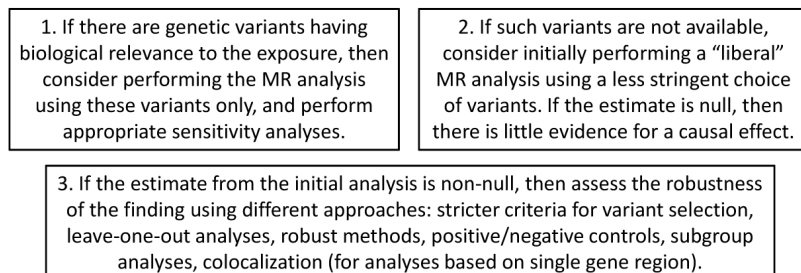 1. If there are genetic variants having
biological relevance to the exposure, then
consider performing the MR analysis
using these variants only, and perform
appropriate sensitivity analyses.
2. If such variants are not available,
consider initially performing a “liberal”
MR analysis using a less stringent choice
of variants. If the estimate is null, then
there is little evidence for a causal effect.
3. If the estimate from the initial analysis is non-null, then assess the robustness
of the finding using different approaches: stricter criteria for variant selection,
leave-one-out analyses, robust methods, positive/negative controls, subgroup
analyses, colocalization (for analyses based on single gene region).